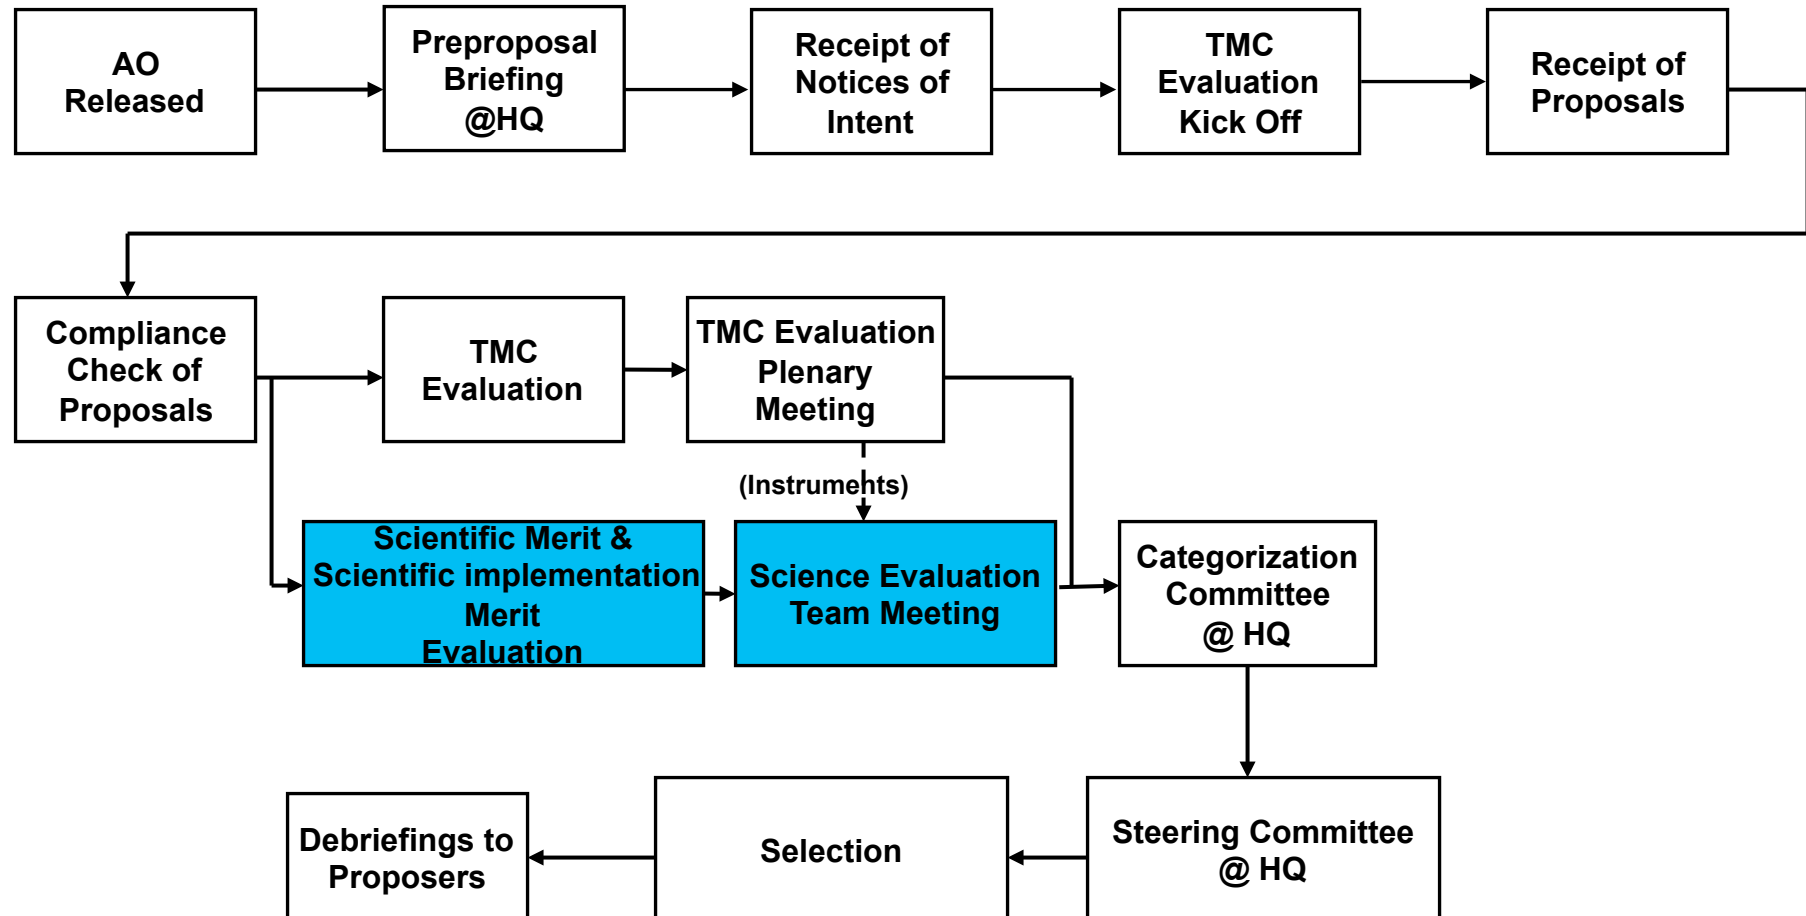 AO
Released
Preproposal
Briefing
@HQ
Receipt of
Notices of
Intent
TMC
Evaluation
Kick Off
Receipt of
Proposals
Compliance
Check of
Proposals
TMC
Evaluation
TMC Evaluation
Plenary
Meeting
(Instruments)
Scientific Merit &
Scientific implementation
Merit
Evaluation
Science Evaluation
Team Meeting
Categorization
Committee
@ HQ
Debriefings to
Proposers
Selection
Steering Committee
@ HQ